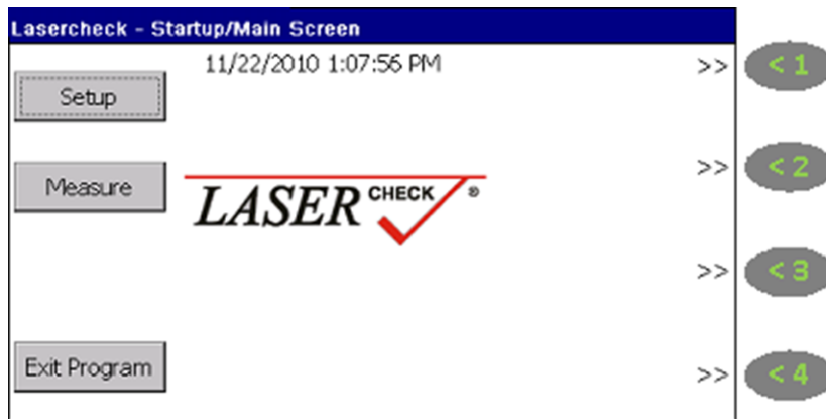 Lasercheck - Startup/Main Screen
11/22/2010 1:07:56 PM
>>
< 1
Setup
Measure
LASER CHECK ®
>>
< 2
>>
< 3
Exit Program
>>
< 4